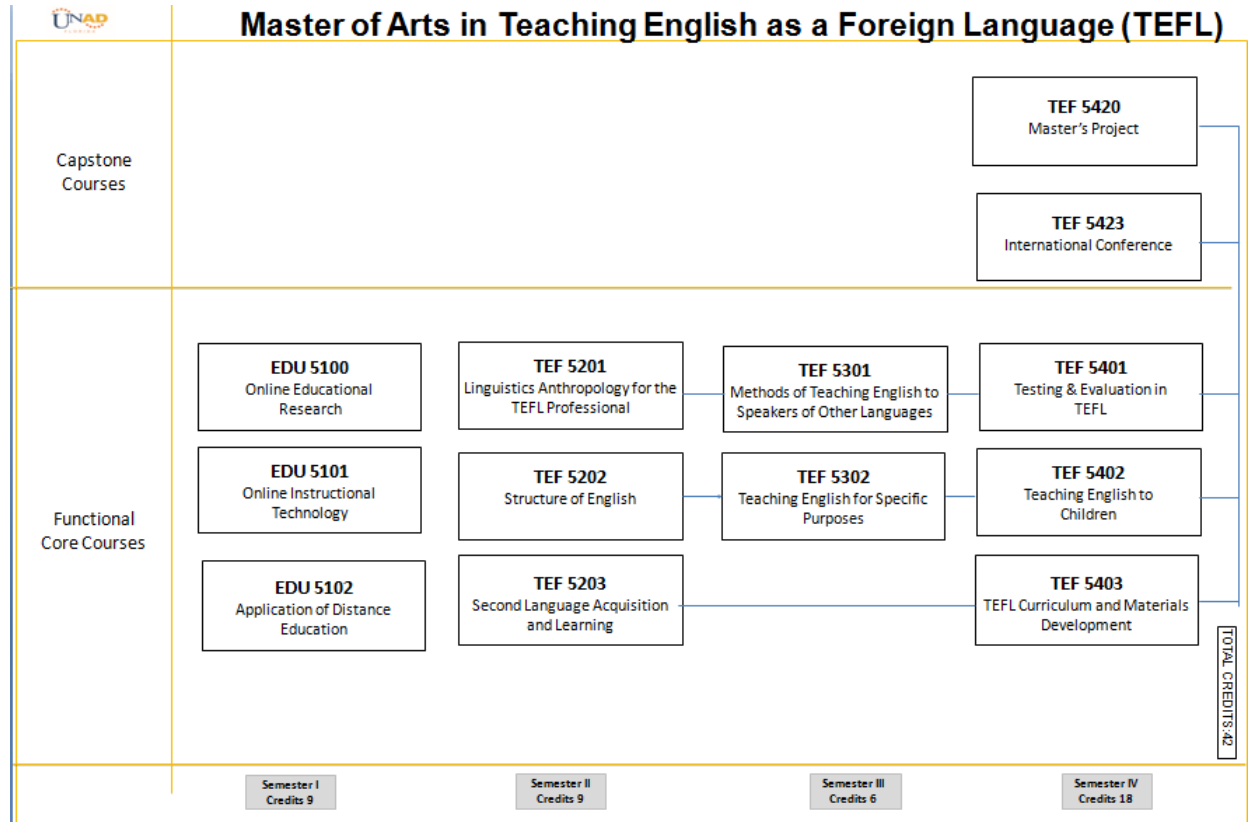 UNAD
FLORIDA
Master of Arts in Teaching English as a Foreign Language (TEFL)
Capstone
Courses
TEF 5420
Master's Project
TEF 5423
International Conference
Functional
Core Courses
EDU 5100
Online Educational
Research
TEF 5201
Linguistics Anthropology for the
TEFL Professional
TEF 5301
Methods of Teaching English to
Speakers of Other Languages
TEF 5401
Testing & Evaluation in
TEFL
EDU 5101
Online Instructional
Technology
TEF 5202
Structure of English
TEF 5302
Teaching English for Specific
Purposes
TEF 5402
Teaching English to
Children
EDU 5102
Application of Distance
Education
TEF 5203
Second Language Acquisition
and Learning
TEF 5403
TEFL Curriculum and Materials
Development
TOTAL CREDITS:42
Semester I
Credits 9
Semester II
Credits 9
Semester III
Credits 6
Semester IV
Credits 18